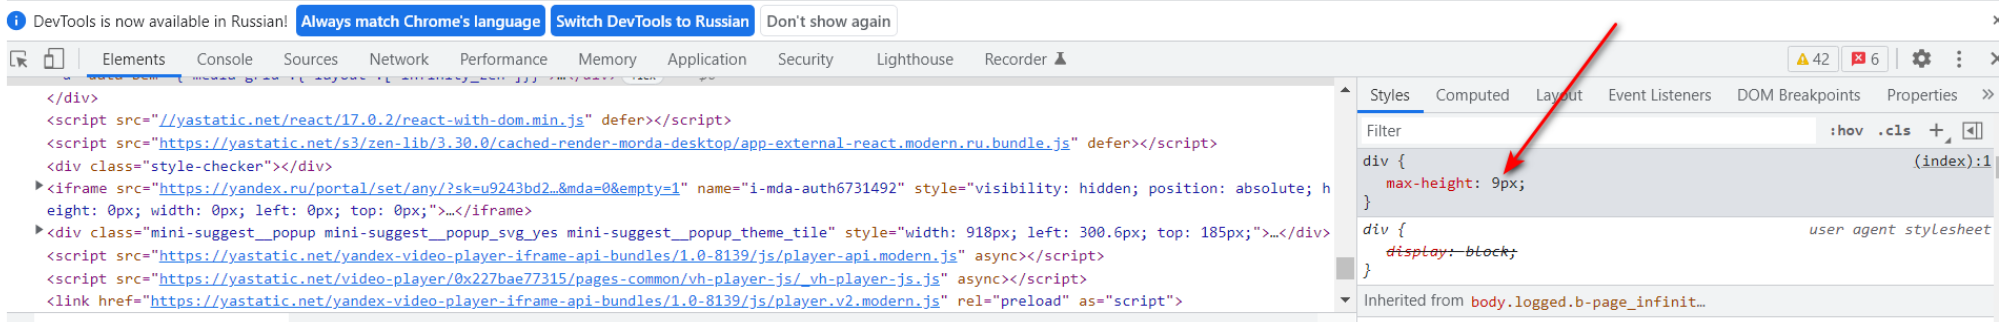 DevTools is now available in Russian! Always match Chrome's language Switch DevTools to Russian Don't show again
Elements Console Sources Network Performance Memory Application Security Lighthouse Recorder 42 6
</div>
<script src="//yastatic.net/react/17.0.2/react-with-dom.min.js" defer></script>
<script src="https://yastatic.net/s3/zen-lib/3.30.0/cached-render-morda-desktop/app-external-react.modern.ru.bundle.js" defer></script>
<div class="style-checker"></div>
<iframe src="https://yandex.ru/portal/set/any/?sk=u9243bd2…&mda=0&empty=1" name="i-mda-auth6731492" style="visibility: hidden; position: absolute; h
eight: 0px; width: 0px; left: 0px; top: 0px;">…</iframe>
<div class="mini-suggest__popup mini-suggest__popup_svg_yes mini-suggest__popup_theme_tile" style="width: 918px; left: 300.6px; top: 185px;">…</div>
<script src="https://yastatic.net/yandex-video-player-iframe-api-bundles/1.0-8139/js/player-api.modern.js" async></script>
<script src="https://yastatic.net/video-player/0x227bae77315/pages-common/vh-player-js/_vh-player-js.js" async></script>
<link href="https://yastatic.net/yandex-video-player-iframe-api-bundles/1.0-8139/js/player.v2.modern.js" rel="preload" as="script">
Styles Computed Layout Event Listeners DOM Breakpoints Properties »
Filter :hov .cls +
div { (index):1
max-height: 9px;
}
div { user agent stylesheet
display: block;
}
Inherited from body.logged.b-page_infinit…